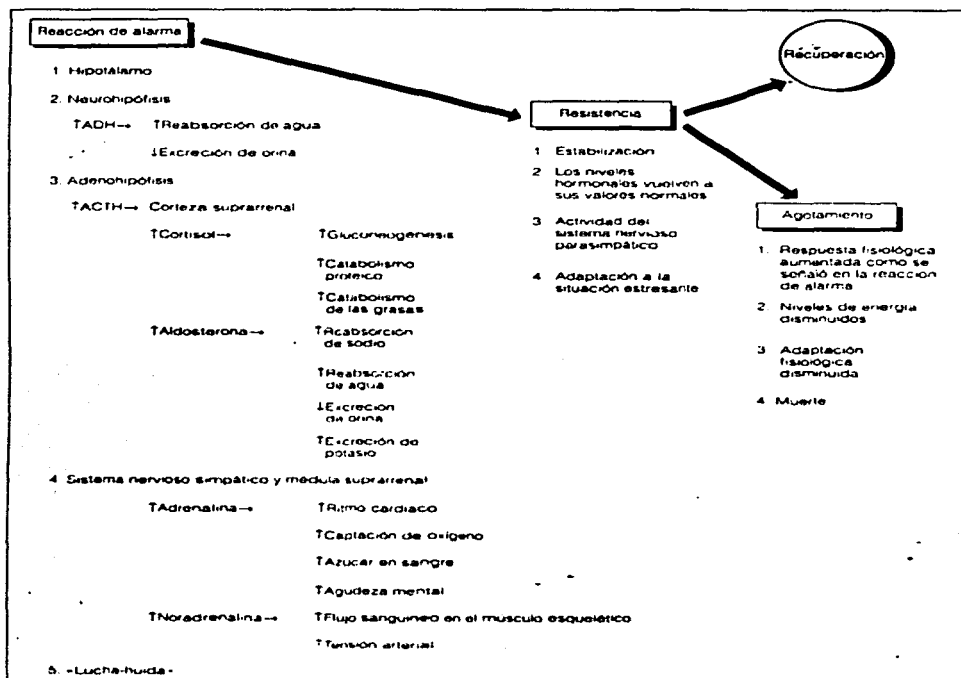 Reacción de alarma
1 Hipotálamo
2. Neurohipófisis
↑ADH→ ↑Reabsorción de agua
↓Excreción de orina
3. Adenohipófisis
↑ACTH→ Corteza suprarrenal
↑Cortisol→ ↑Gluconeogénesis
↑Catabolismo
proteico
↑Catabolismo
de las grasas
↑Aldosterona→ ↑Reabsorción
de sodio
↑Reabsorción
de agua
↓Excreción
de orina
↑Excreción de
potasio
4 Sistema nervioso simpático y médula suprarrenal
↑Adrenalina→ ↑Ritmo cardíaco
↑Captación de oxígeno
↑Azúcar en sangre
↑Agudeza mental
↑Noradrenalina→ ↑Flujo sanguíneo en el músculo esquelético
↑Tensión arterial
5. «Lucha-huida»
Resistencia
1 Estabilización
2 Los niveles
hormonales vuelven a
sus valores normales
3 Actividad del
sistema nervioso
parasimpático
4 Adaptación a la
situación estresante
Recuperación
Agotamiento
1. Respuesta fisiológica
aumentada como se
señaló en la reacción
de alarma
2. Niveles de energía
disminuidos
3 Adaptación
fisiológica
disminuida
4 Muerte